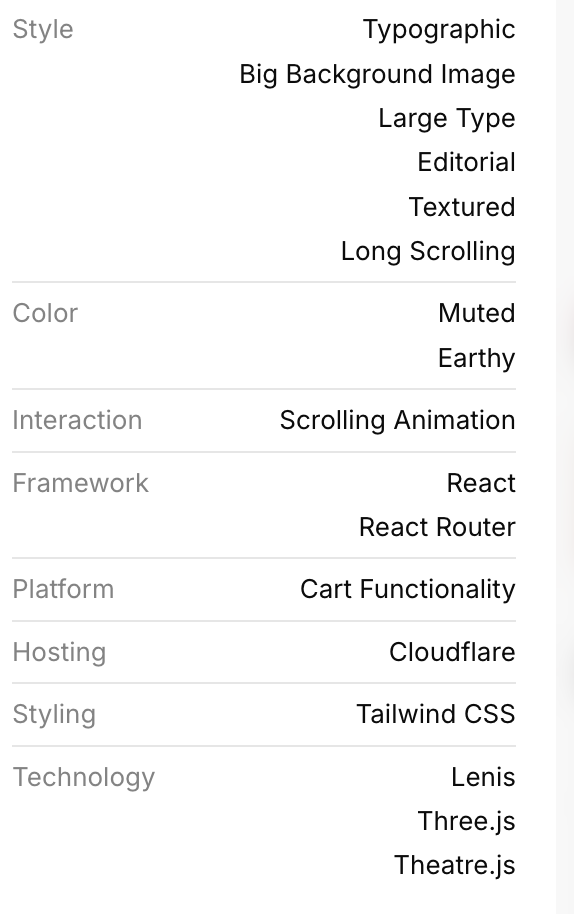 Style Typographic
Big Background Image
Large Type
Editorial
Textured
Long Scrolling
Color Muted
Earthy
Interaction Scrolling Animation
Framework React
React Router
Platform Cart Functionality
Hosting Cloudflare
Styling Tailwind CSS
Technology Lenis
Three.js
Theatre.js